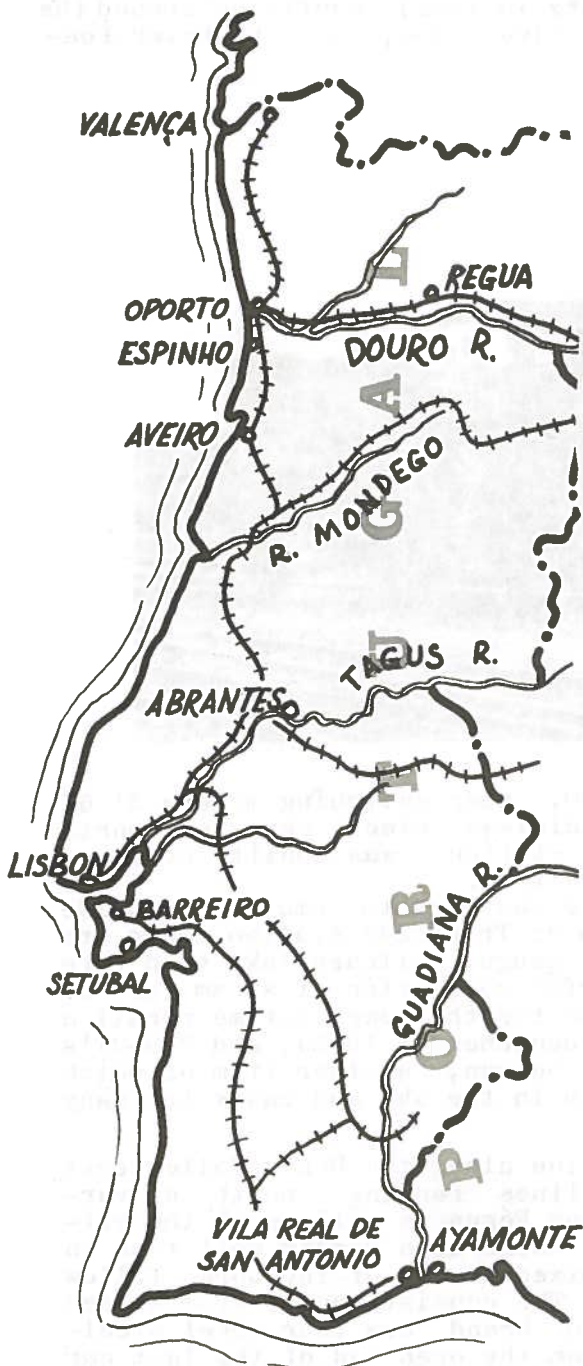 VALENÇA
OPORTO
REGUA
ESPINHO
DOURO R.
AVEIRO
R. MONDEGO
TAGUS R.
ABRANTES
LISBON
BARREIRO
SETUBAL
GUADIANA R.
PORTUGAL
VILA REAL DE
SAN ANTONIO
AYAMONTE